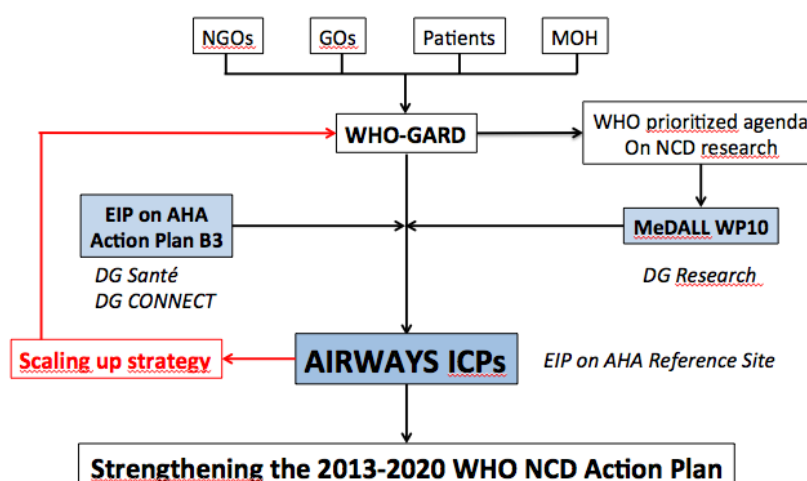 NGOs
GOs
Patients
MOH
WHO-GARD
WHO prioritized agenda
On NCD research
EIP on AHA
Action Plan B3
MeDALL WP10
DG Santé
DG CONNECT
DG Research
Scaling up strategy
AIRWAYS ICPs
EIP on AHA Reference Site
Strengthening the 2013-2020 WHO NCD Action Plan